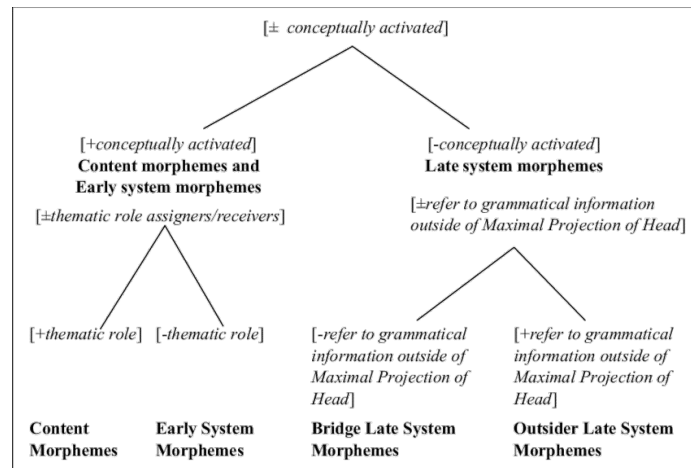 [± conceptually activated]
[+conceptually activated]
Content morphemes and
Early system morphemes
[±thematic role assigners/receivers]
[-conceptually activated]
Late system morphemes
[±refer to grammatical information
outside of Maximal Projection of Head]
[+thematic role]
[-thematic role]
[-refer to grammatical
information outside of
Maximal Projection of
Head]
[+refer to grammatical
information outside of
Maximal Projection of
Head]
Content
Morphemes
Early System
Morphemes
Bridge Late System
Morphemes
Outsider Late System
Morphemes